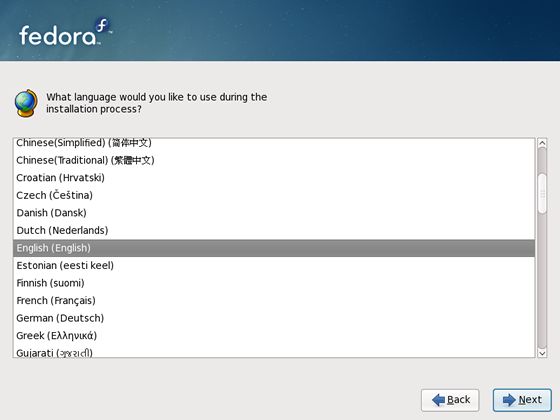 fedora
What language would you like to use during the
installation process?
Chinese(Simplified) (简体中文)
Chinese(Traditional) (繁體中文)
Croatian (Hrvatski)
Czech (Čeština)
Danish (Dansk)
Dutch (Nederlands)
English (English)
Estonian (eesti keel)
Finnish (suomi)
French (Français)
German (Deutsch)
Greek (Ελληνικά)
Gujarati (ગુજરાતી)
Back
Next